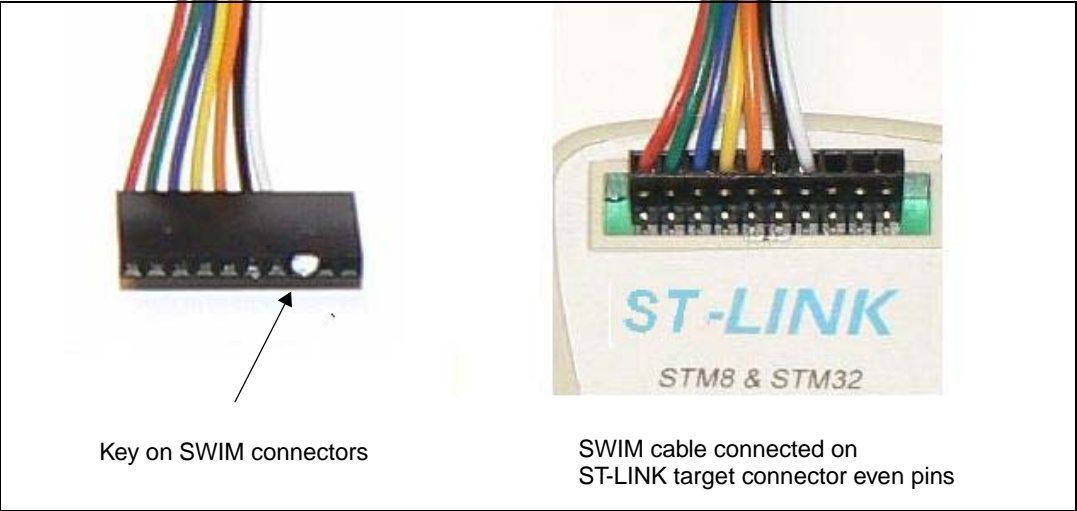 ST-LINK
STM8 & STM32
Key on SWIM connectors
SWIM cable connected on
ST-LINK target connector even pins